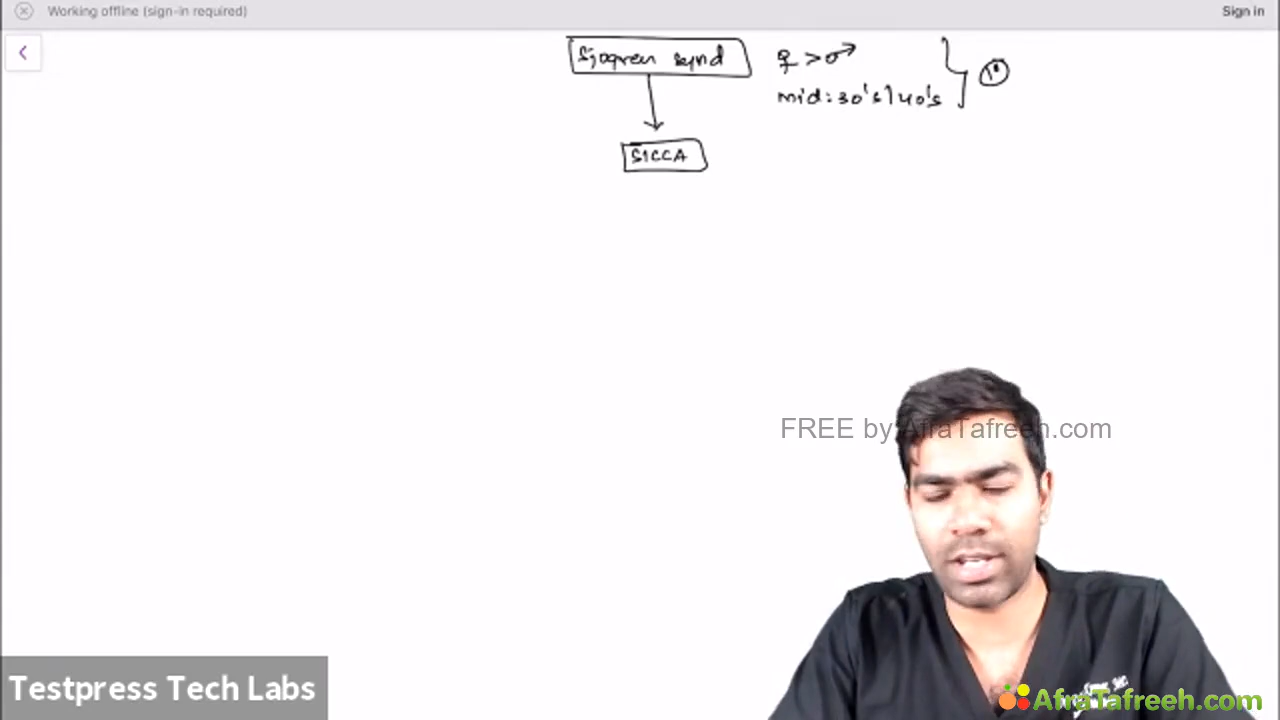 Working offline (sign-in required)
Sign in
Sjogren synd
♀ > ♂
mid: 30's/40's
1°
SICCA
FREE by AfraTafreeh.com
Testpress Tech Labs
AfraTafreeh.com